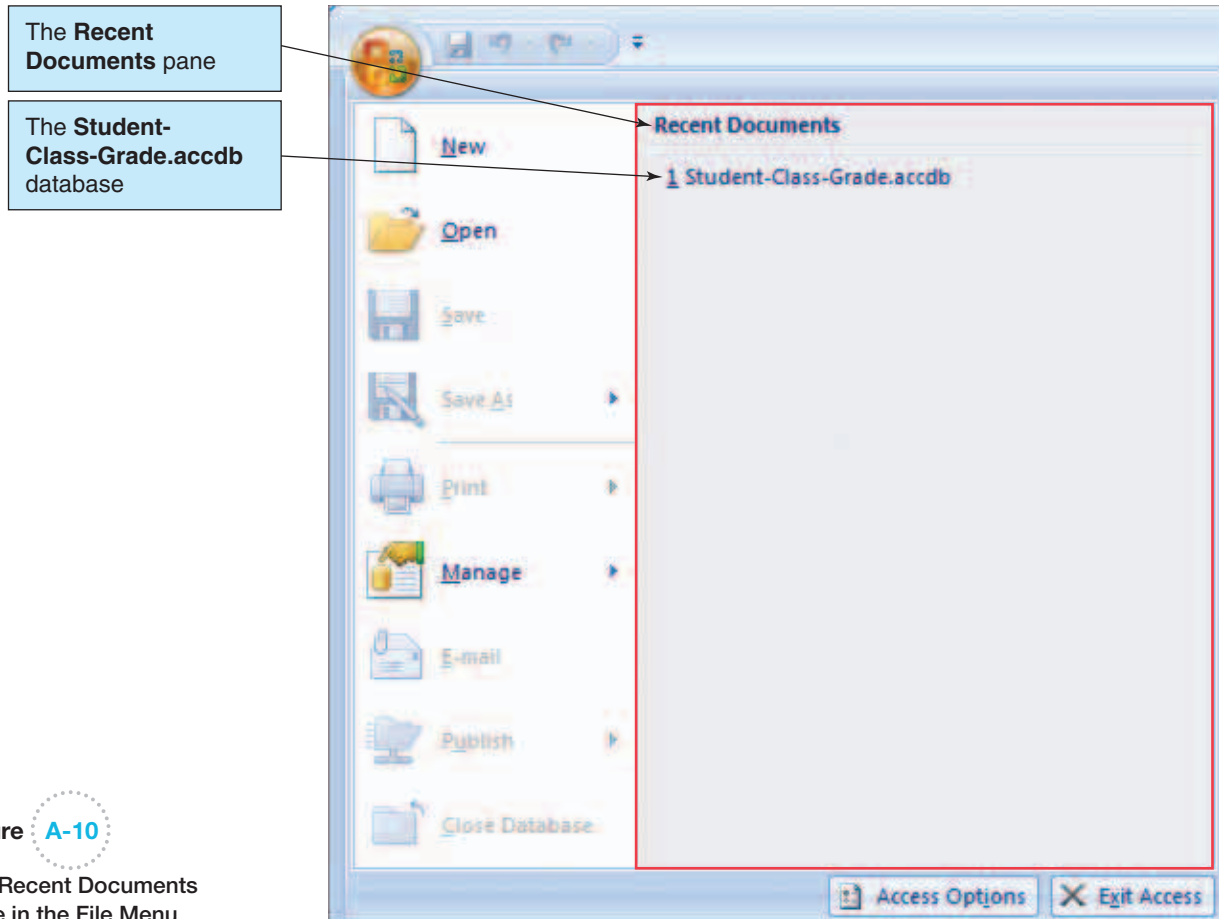 The Recent
Documents pane
The Student-
Class-Grade.accdb
database
New
Open
Save
Save As
Print
Manage
E-mail
Publish
Close Database
Recent Documents
1 Student-Class-Grade.accdb
Access Options
Exit Access
re A-10
Recent Documents
e in the File Menu